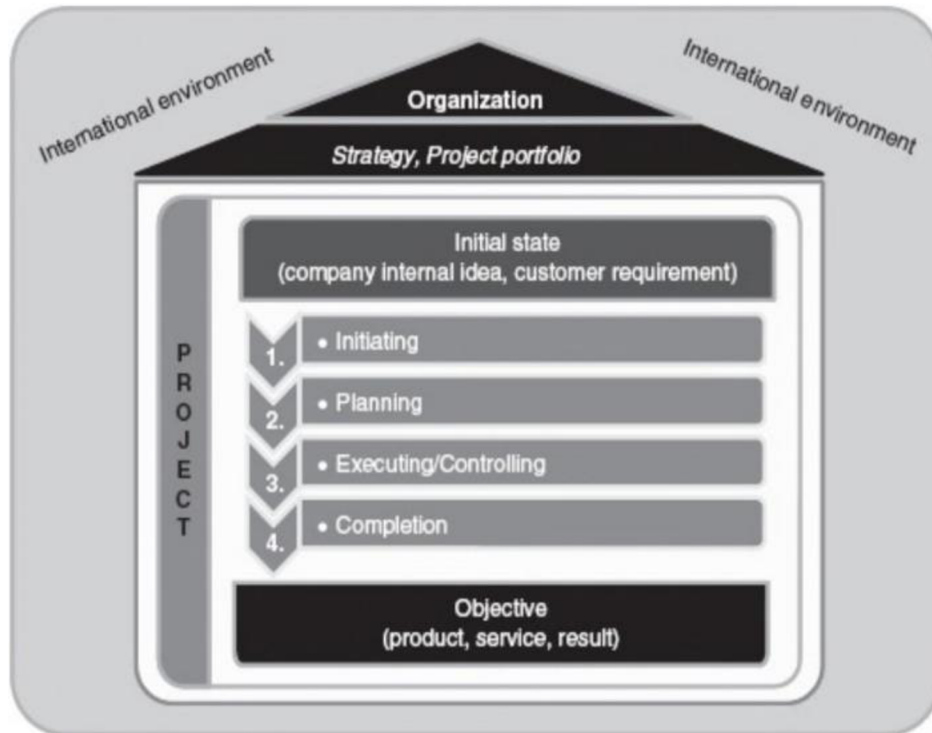 International environment
International environment
Organization
Strategy, Project portfolio
PROJECT
Initial state
(company internal idea, customer requirement)
1.
• Initiating
2.
• Planning
3.
• Executing/Controlling
4.
• Completion
Objective
(product, service, result)